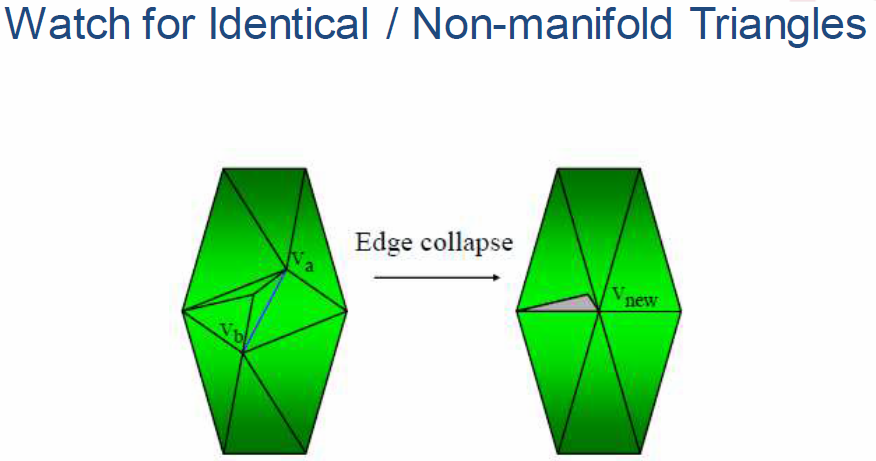 Watch for Identical / Non-manifold Triangles
Edge collapse
va
vb
vnew